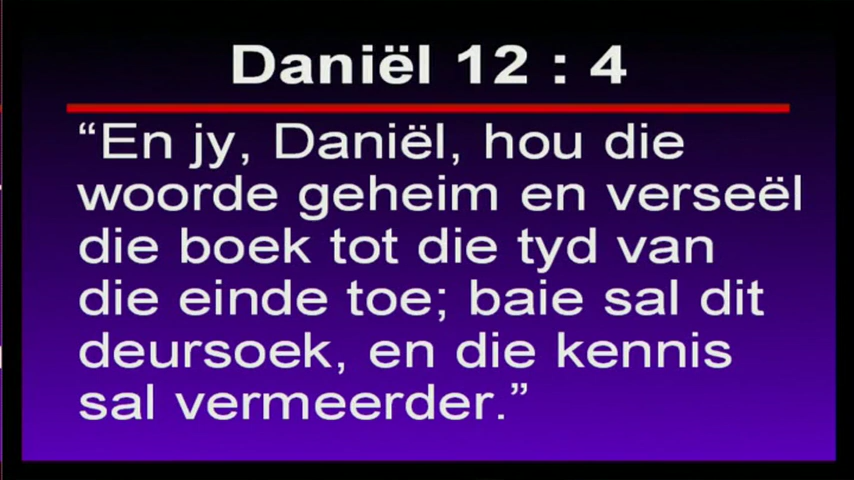 Daniël 12 : 4
“En jy, Daniël, hou die
woorde geheim en verseël
die boek tot die tyd van
die einde toe; baie sal dit
deursoek, en die kennis
sal vermeerder.”